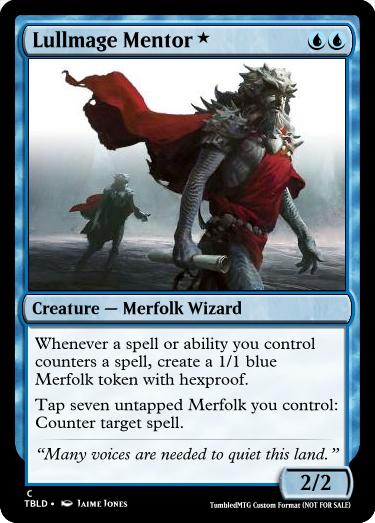 Lullmage Mentor ★
Creature — Merfolk Wizard
Whenever a spell or ability you control
counters a spell, create a 1/1 blue
Merfolk token with hexproof.
Tap seven untapped Merfolk you control:
Counter target spell.
“Many voices are needed to quiet this land.”
2/2
C
TBLD • Jaime Jones
TumbledMTG Custom Format (NOT FOR SALE)